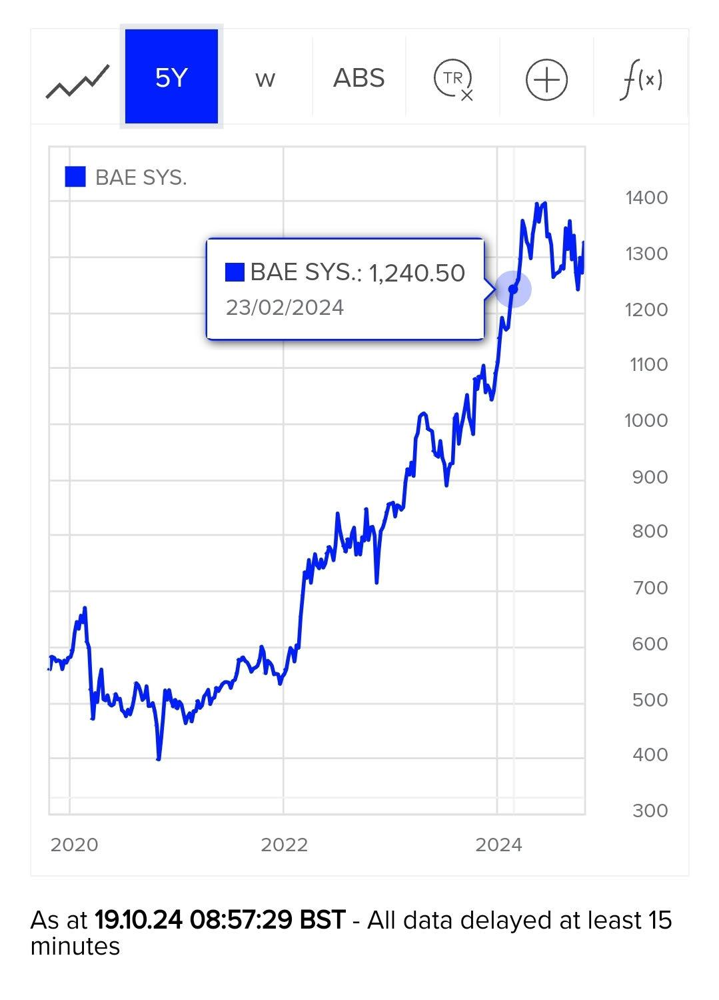 5Y w ABS TR f(x)
BAE SYS.
1400
1300
BAE SYS.: 1,240.50
23/02/2024
1200
1100
1000
900
800
700
600
500
400
300
2020 2022 2024
As at 19.10.24 08:57:29 BST - All data delayed at least 15
minutes